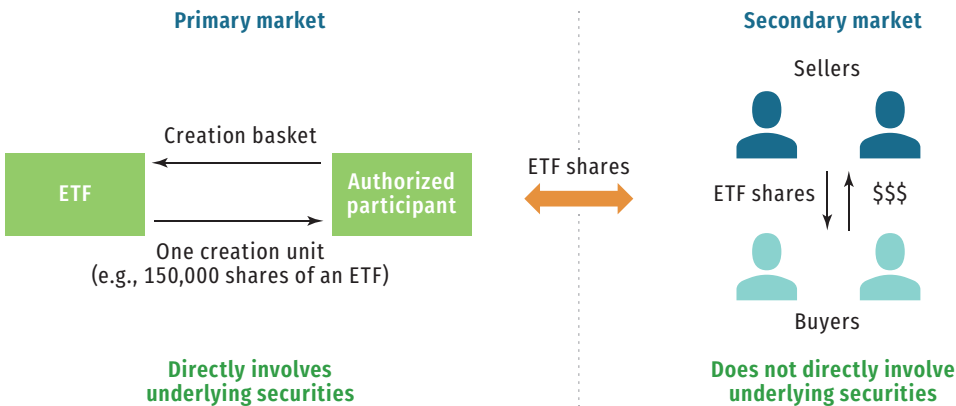 Primary market
Creation basket
ETF
Authorized
participant
One creation unit
(e.g., 150,000 shares of an ETF)
Directly involves
underlying securities
ETF shares
Secondary market
Sellers
ETF shares
$$$
Buyers
Does not directly involve
underlying securities